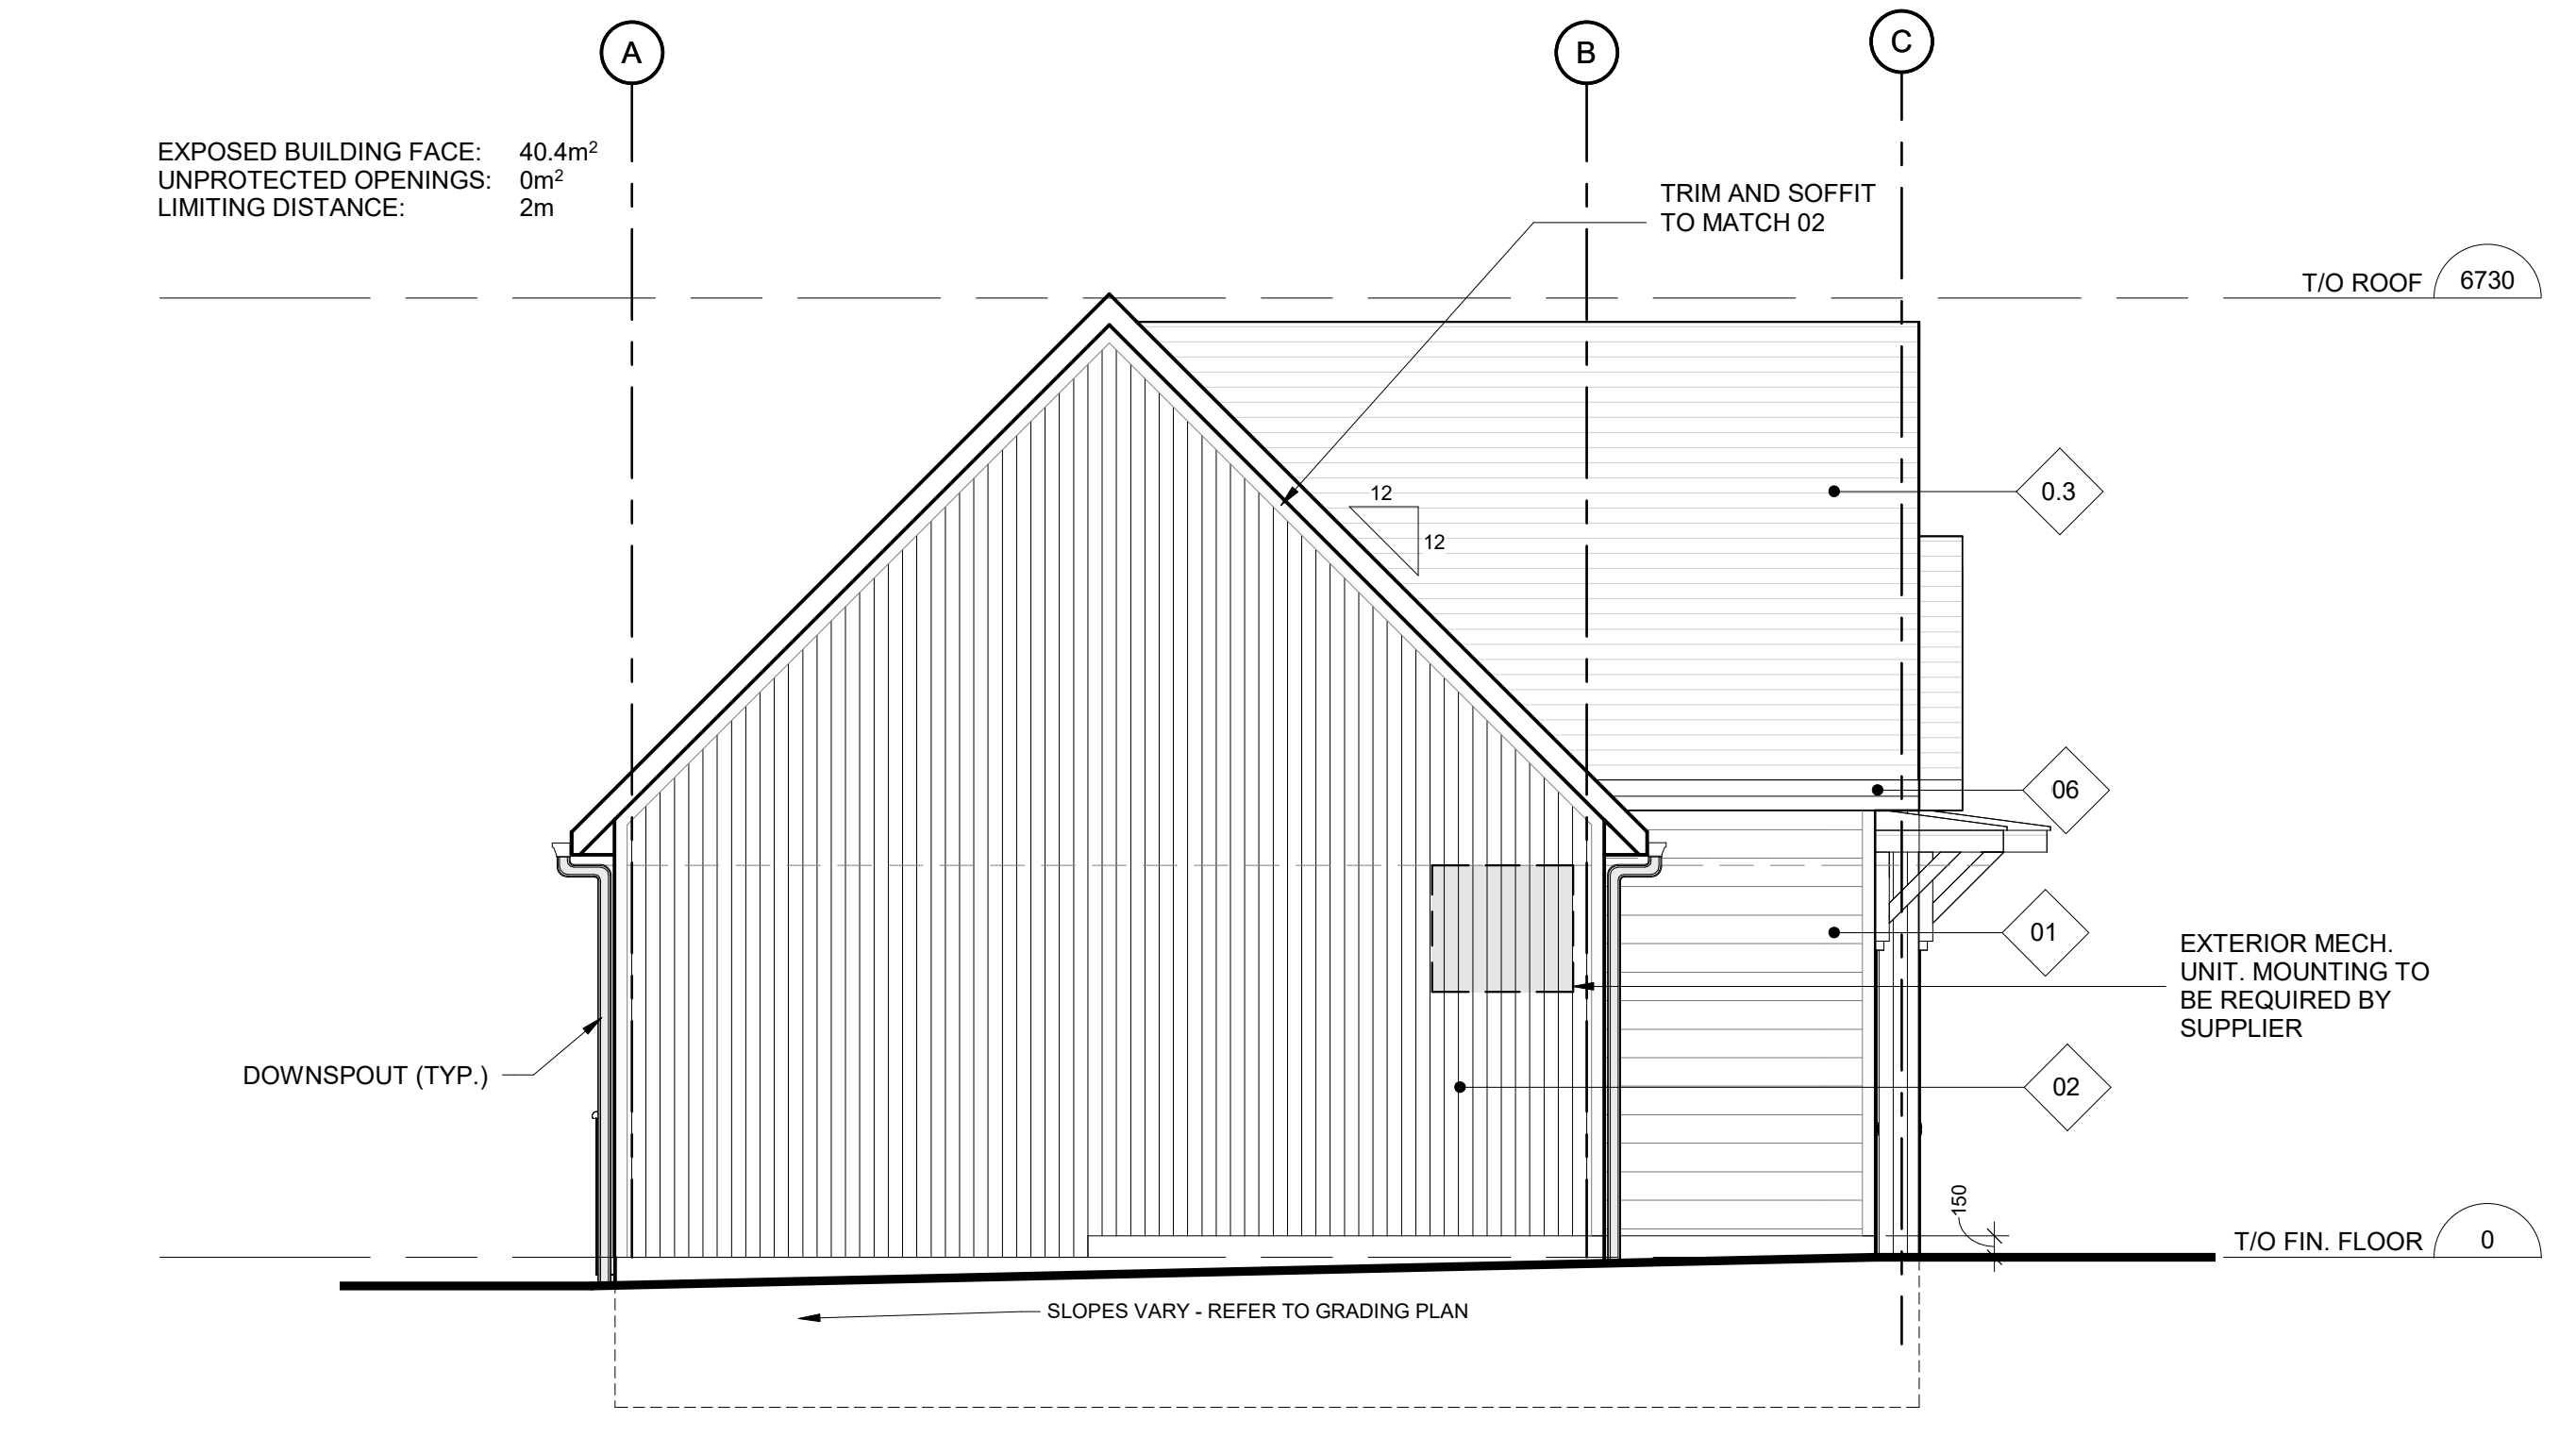 A
B
C
EXPOSED BUILDING FACE: 40.4m²
UNPROTECTED OPENINGS: 0m²
LIMITING DISTANCE: 2m
TRIM AND SOFFIT
TO MATCH 02
T/O ROOF 6730
12
12
0.3
06
01
EXTERIOR MECH.
UNIT. MOUNTING TO
BE REQUIRED BY
SUPPLIER
DOWNSPOUT (TYP.)
02
150
T/O FIN. FLOOR 0
SLOPES VARY - REFER TO GRADING PLAN